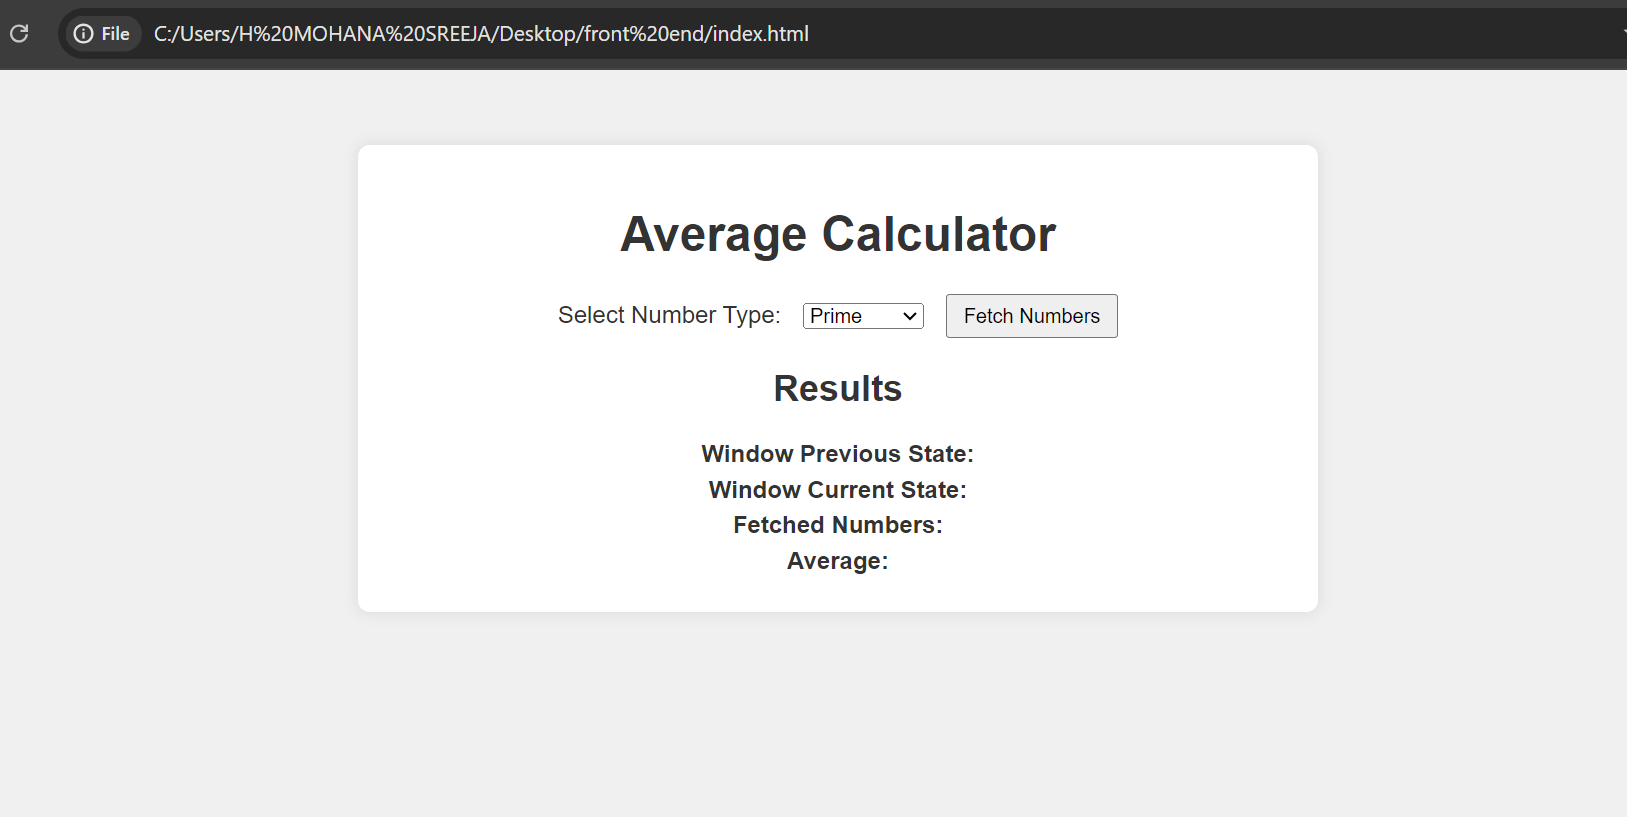 File C:/Users/H%20MOHANA%20SREEJA/Desktop/front%20end/index.html
Average Calculator
Select Number Type: Prime Fetch Numbers
Results
Window Previous State:
Window Current State:
Fetched Numbers:
Average: